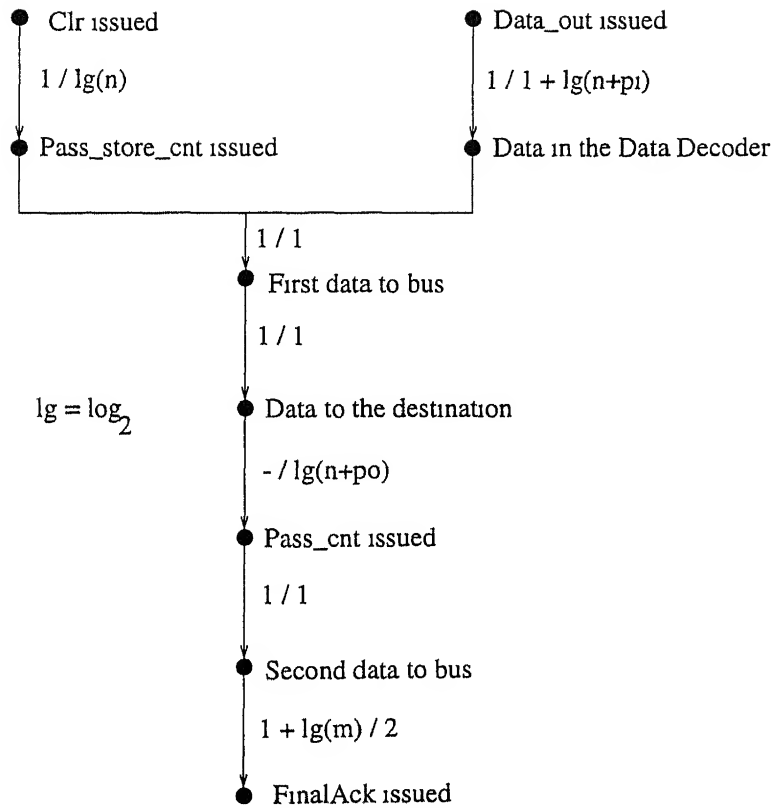 Clr issued
Data_out issued
1 / lg(n)
1 / 1 + lg(n+pi)
Pass_store_cnt issued
Data in the Data Decoder
1 / 1
First data to bus
1 / 1
lg = log2
Data to the destination
- / lg(n+po)
Pass_cnt issued
1 / 1
Second data to bus
1 + lg(m) / 2
FinalAck issued